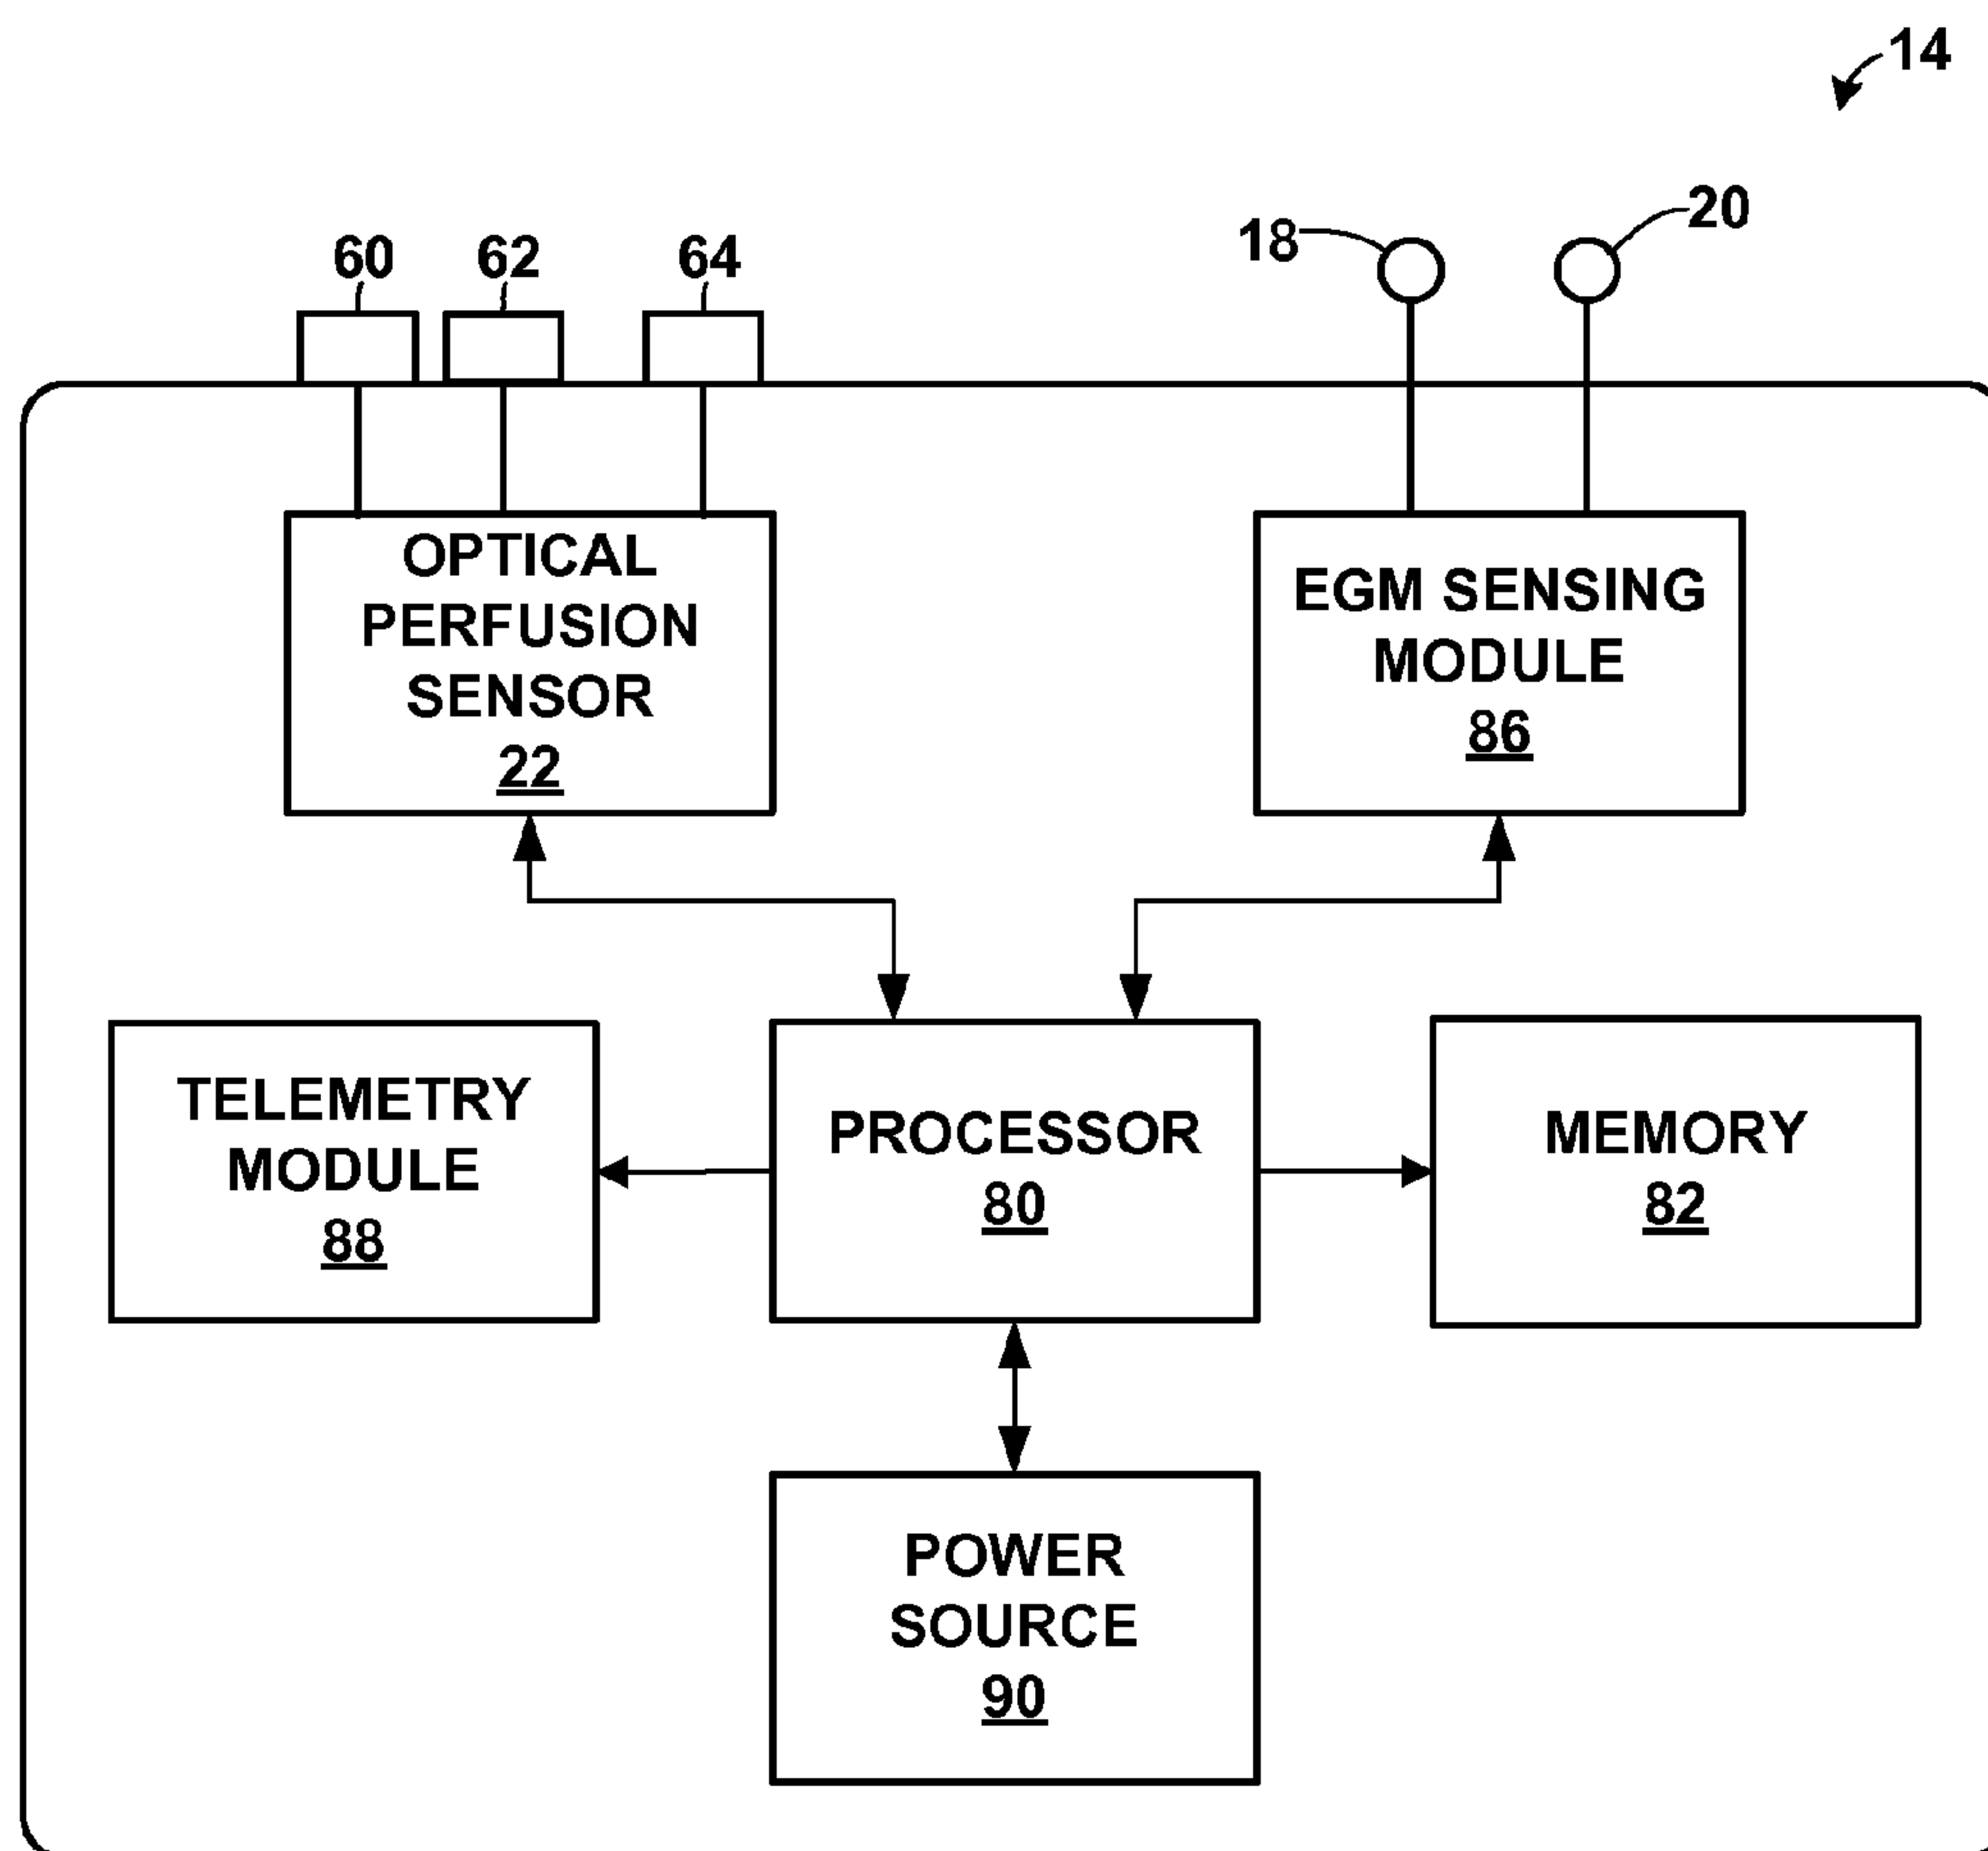 14
60 62 64
18 20
OPTICAL
PERFUSION
SENSOR
22
EGM SENSING
MODULE
86
TELEMETRY
MODULE
88
PROCESSOR
80
MEMORY
82
POWER
SOURCE
90